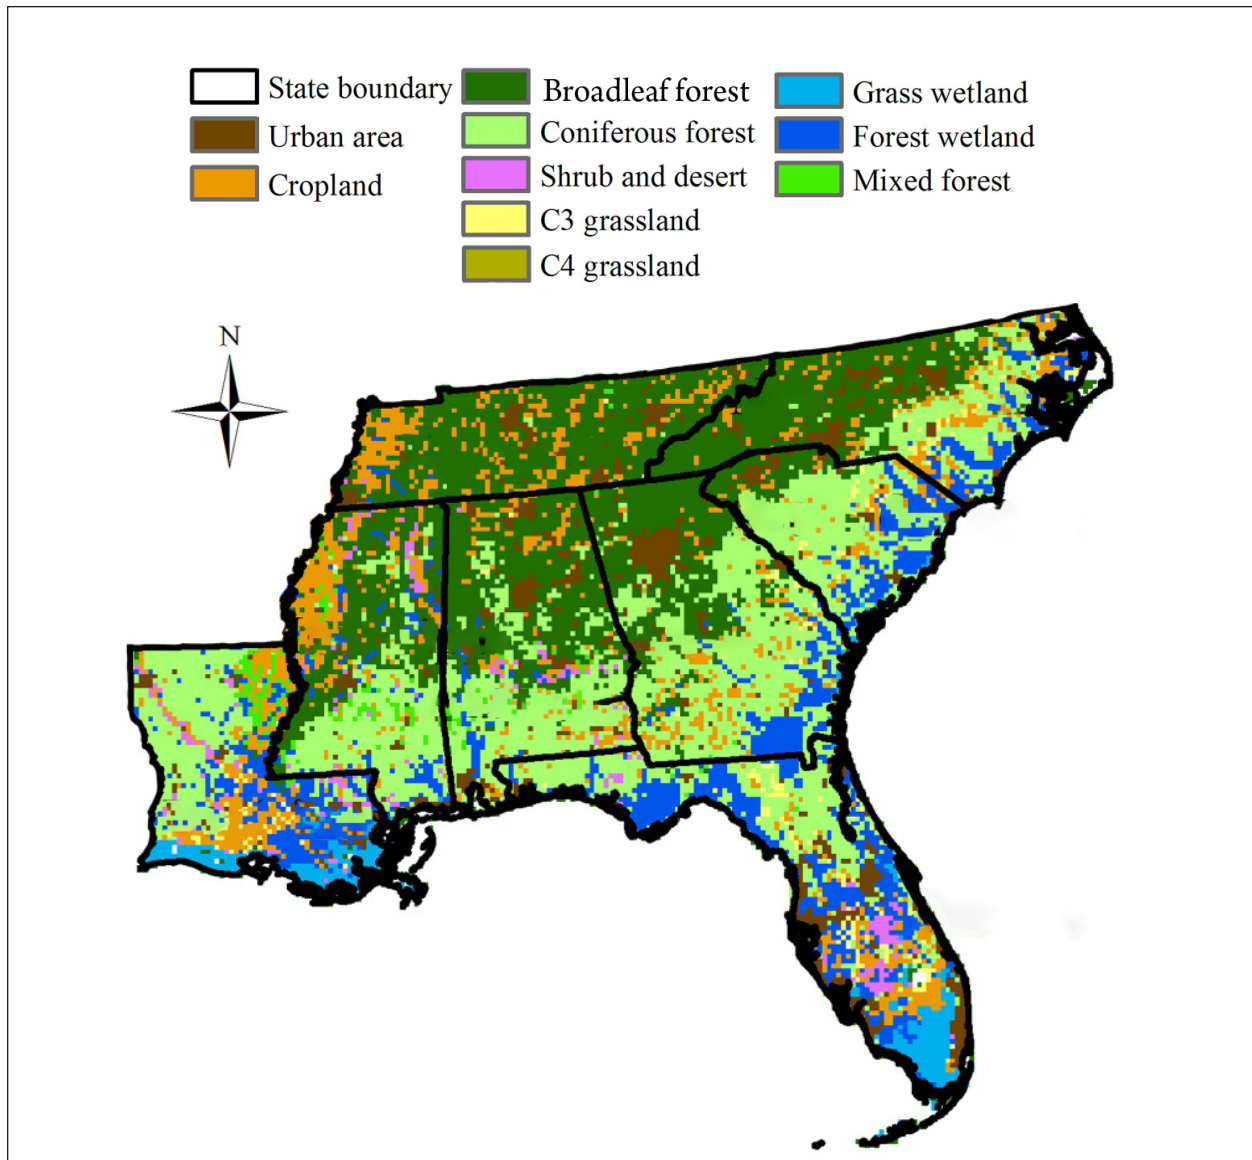 State boundary
Urban area
Cropland
Broadleaf forest
Coniferous forest
Shrub and desert
C3 grassland
C4 grassland
Grass wetland
Forest wetland
Mixed forest
N